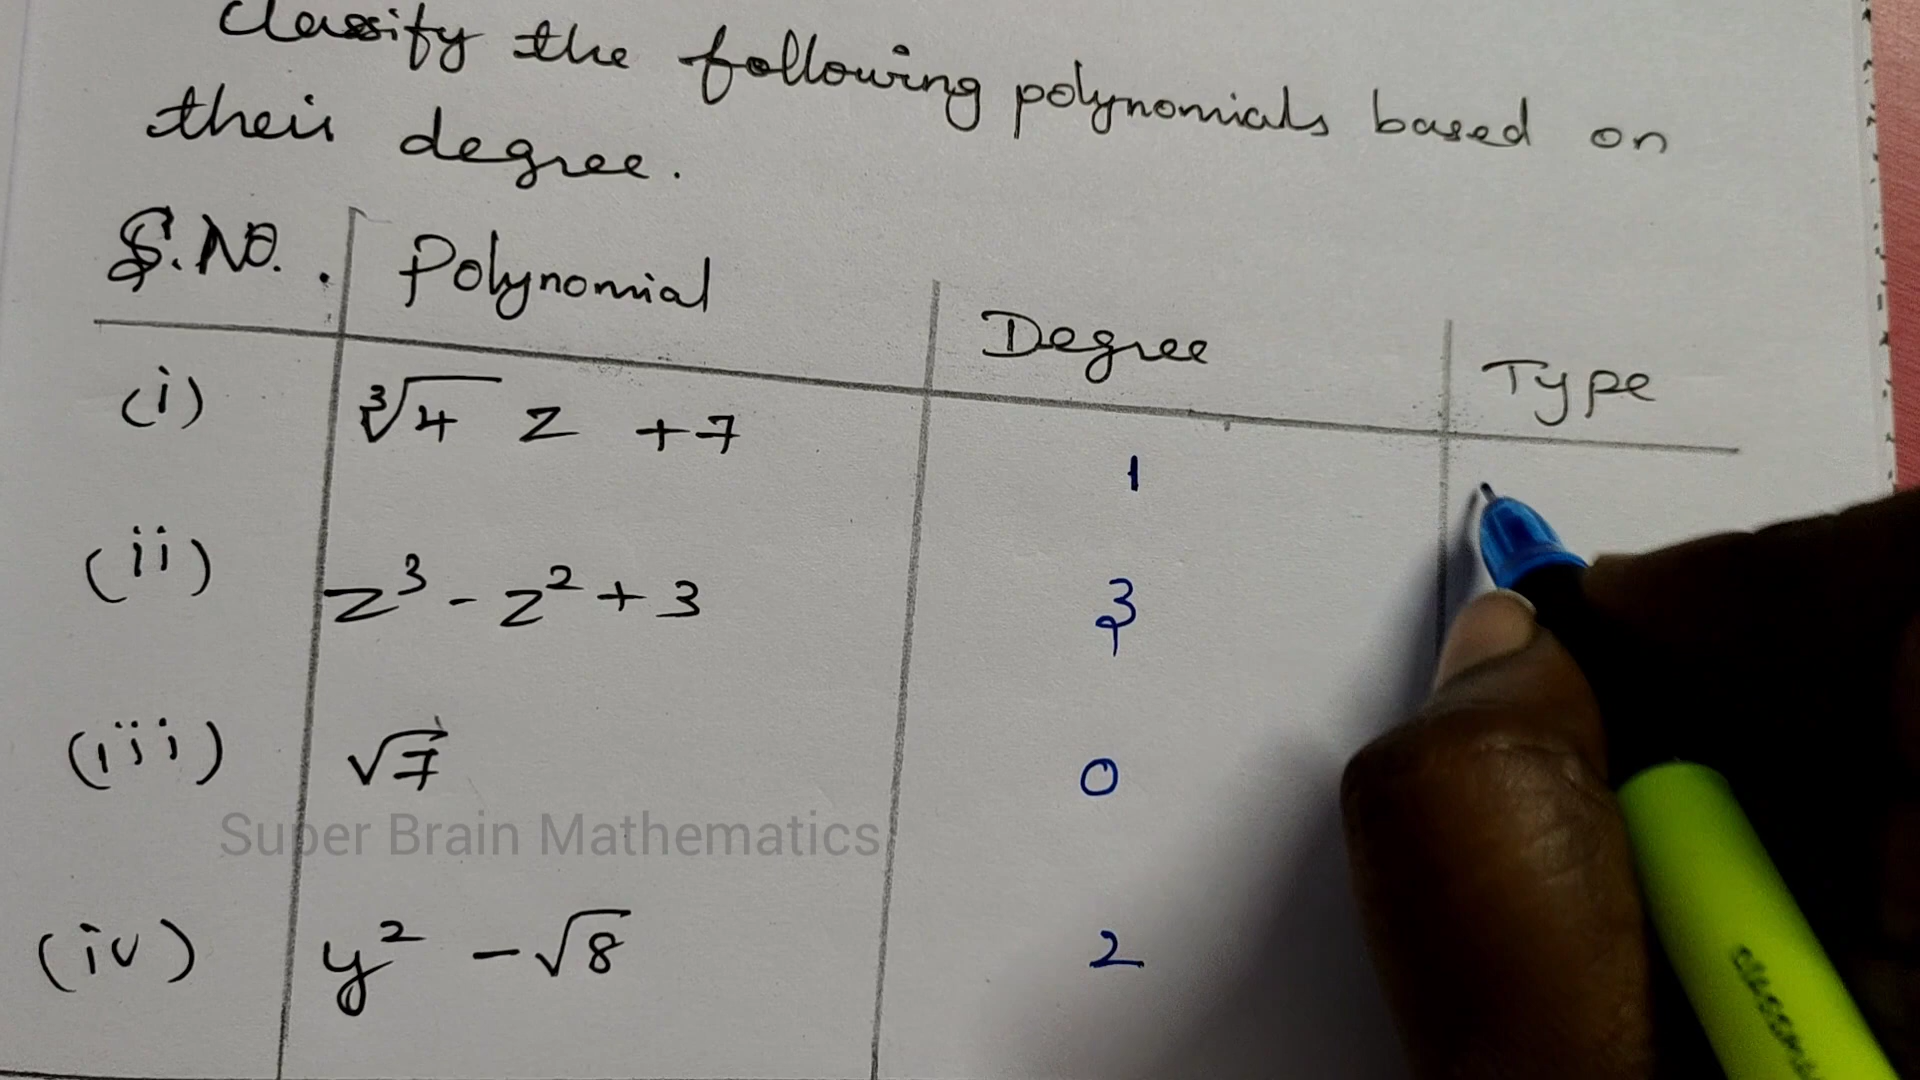 Classify the following polynomials based on
their degree.
S.No. . Polynomial Degree Type
(i) ∛4 z + 7 1
(ii) z³ - z² + 3 3
(iii) √7 0
Super Brain Mathematics
(iv) y² - √8 2